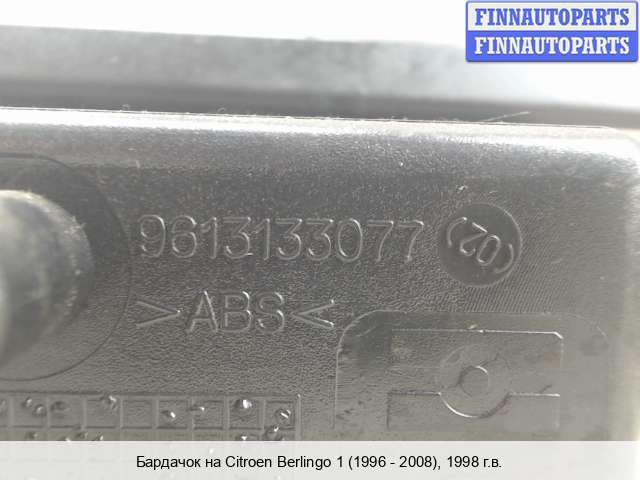 FINNAUTOPARTS
FINNAUTOPARTS
9613133077 (02)
>ABS<
Бардачок на Citroen Berlingo 1 (1996 - 2008), 1998 г.в.